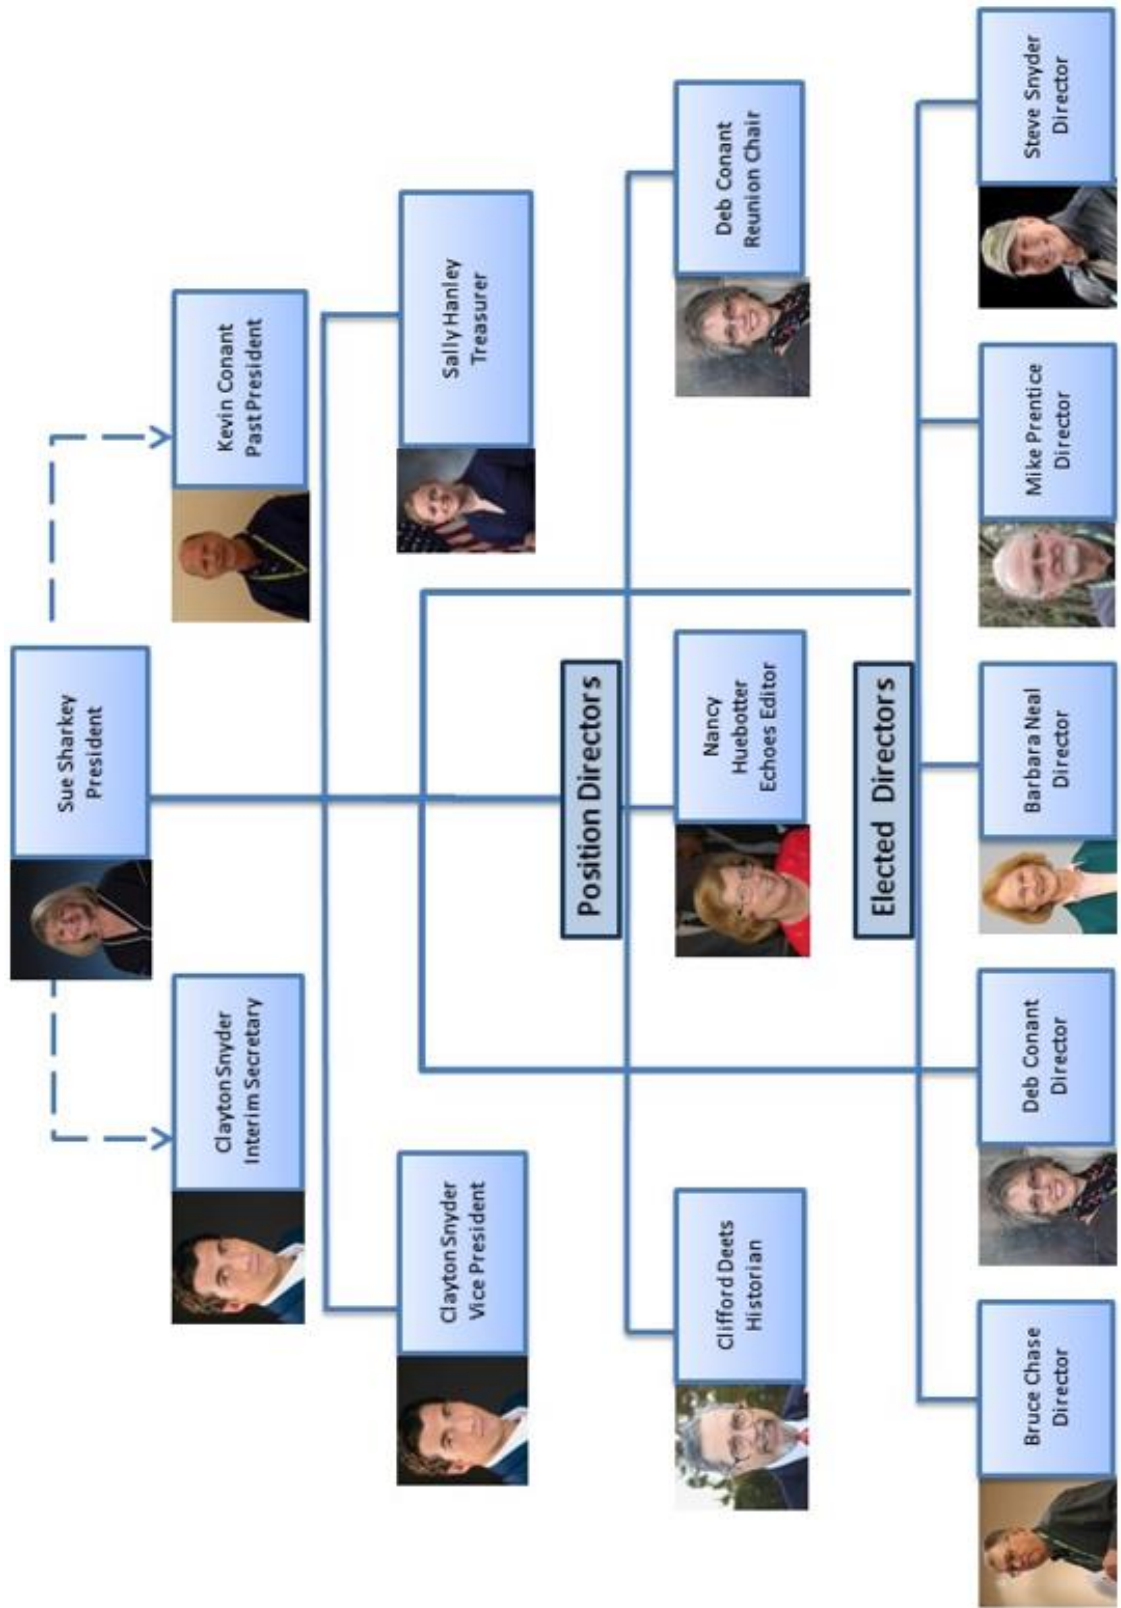 Sue Sharkey
President
Clayton Snyder
Interim Secretary
Kevin Conant
Past President
Clayton Snyder
Vice President
Sally Hanley
Treasurer
Position Directors
Clifford Deets
Historian
Nancy
Huebotter
Echoes Editor
Deb Conant
Reunion Chair
Elected Directors
Bruce Chase
Director
Deb Conant
Director
Barbara Neal
Director
Mike Prentice
Director
Steve Snyder
Director